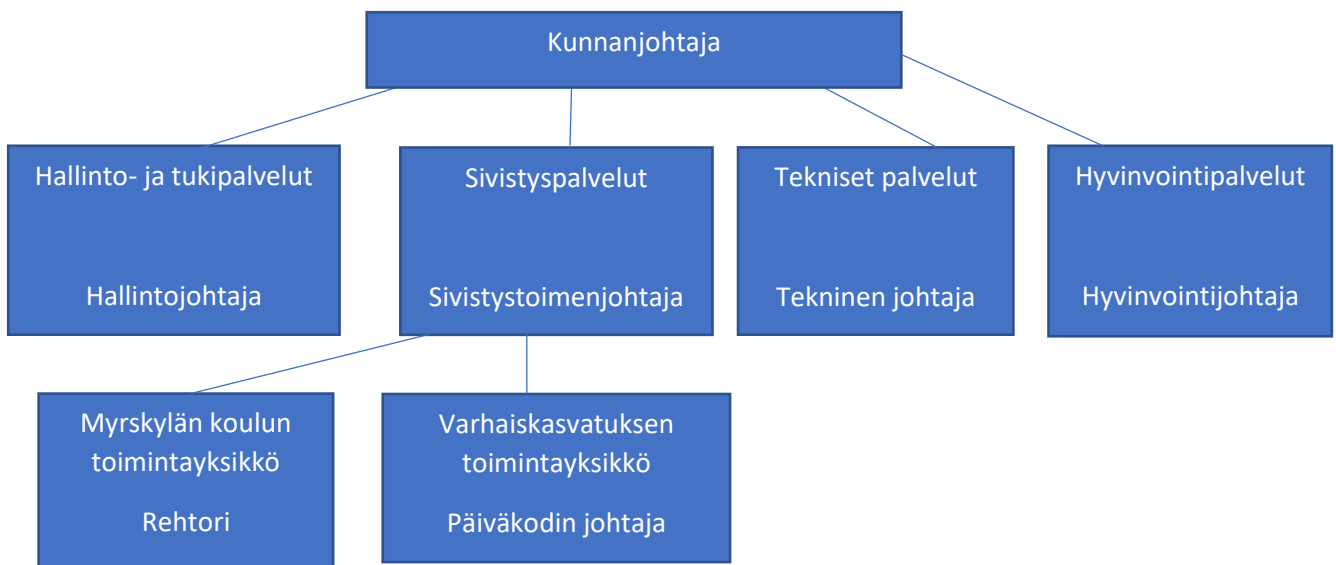 Kunnanjohtaja
Hallinto- ja tukipalvelut
Hallintojohtaja
Sivistyspalvelut
Sivistystoimenjohtaja
Tekniset palvelut
Tekninen johtaja
Hyvinvointipalvelut
Hyvinvointijohtaja
Myrskylän koulun
toimintayksikkö
Rehtori
Varhaiskasvatuksen
toimintayksikkö
Päiväkodin johtaja